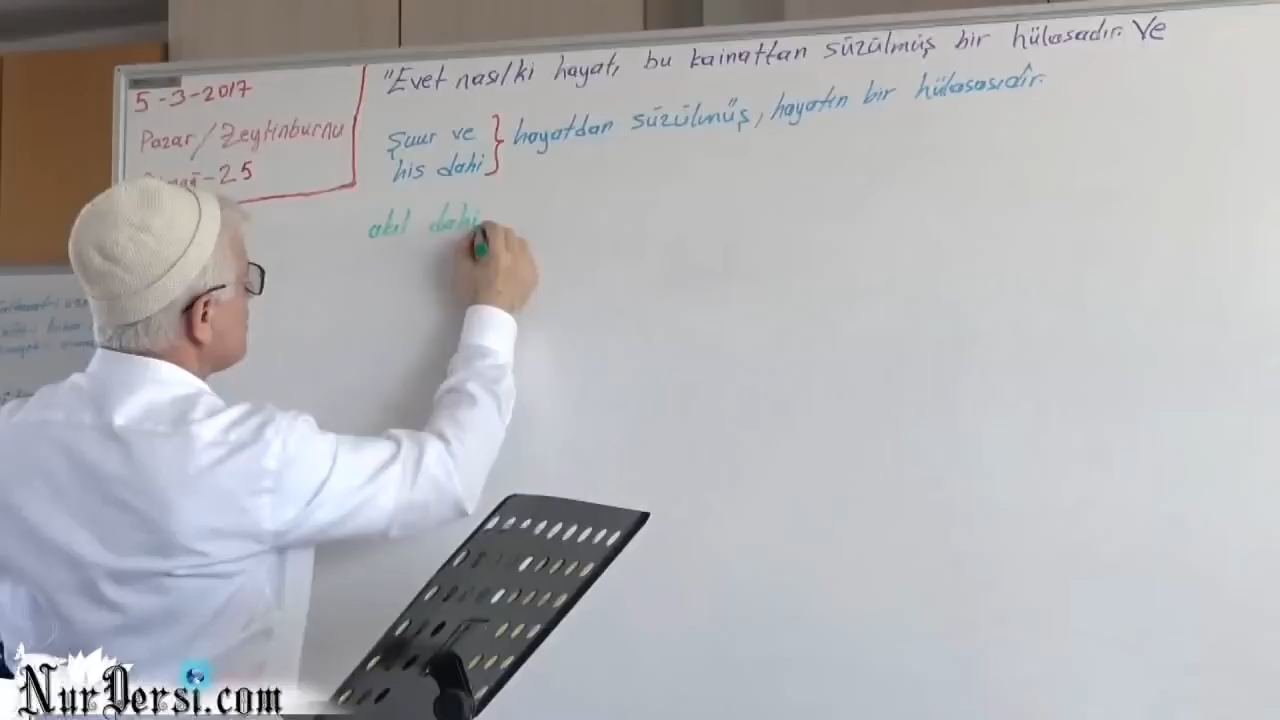 5-3-2017
Pazar/Zeytinburnu
-25
"Evet nasılki hayat, bu kainattan süzülmüş bir hülasadır. Ve
Şuur ve
his dahi
} hayatdan süzülmüş, hayatın bir hülasasıdır.
akıl dahi
NurDersi.com